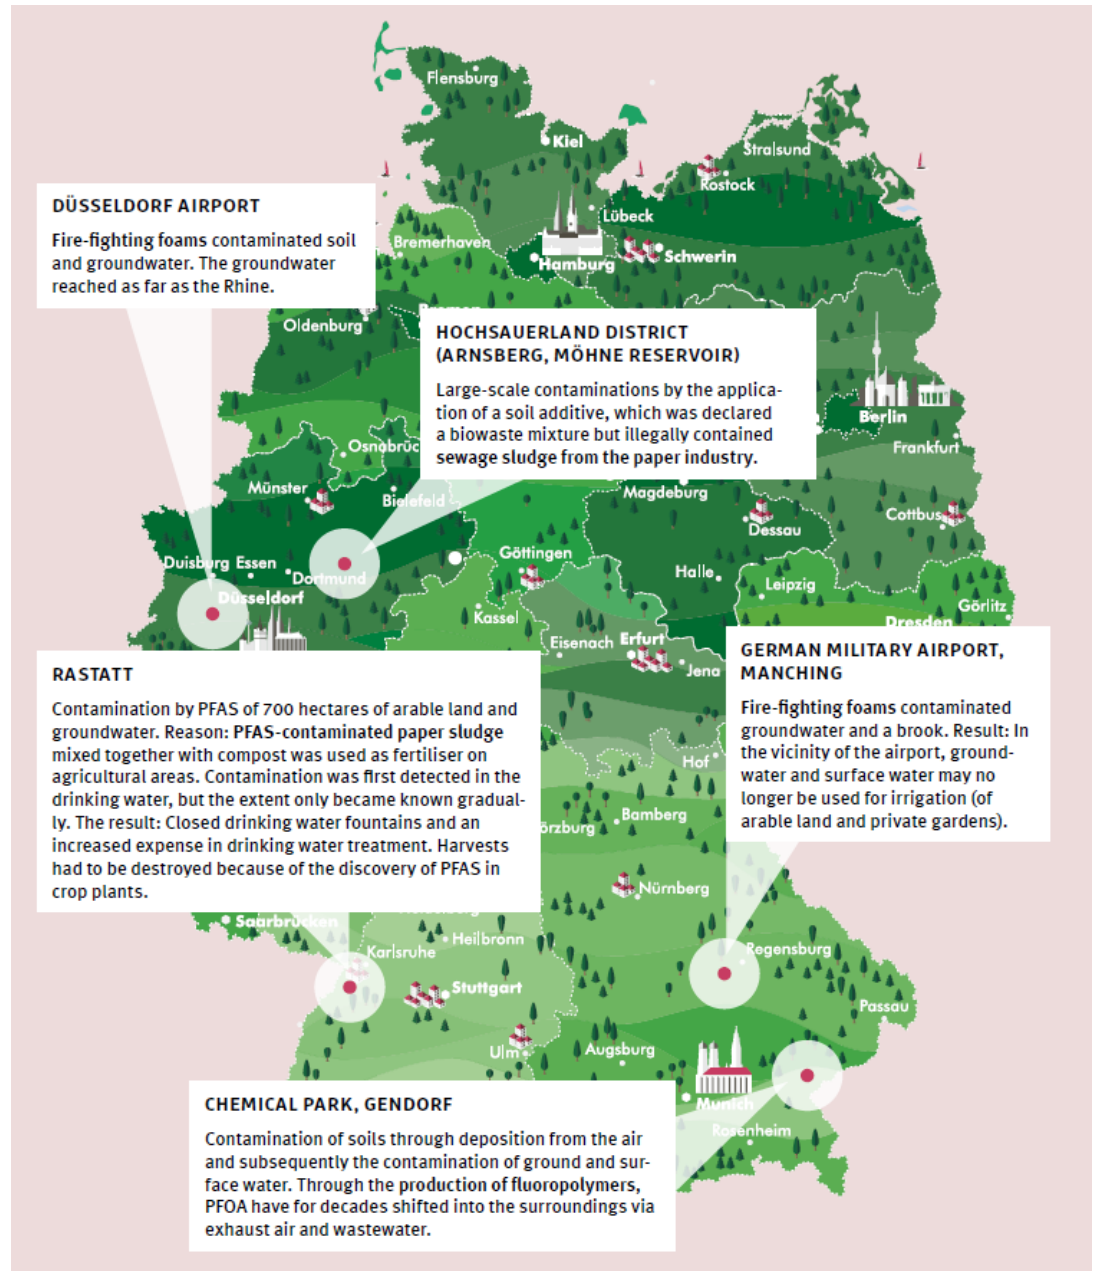 Flensburg
Kiel
Stralsund
Rostock
Lübeck
DÜSSELDORF AIRPORT
Fire-fighting foams contaminated soil
and groundwater. The groundwater
reached as far as the Rhine.
Bremerhaven
Hamburg
Schwerin
Oldenburg
HOCHSAUERLAND DISTRICT
(ARNSBERG, MÖHNE RESERVOIR)
Large-scale contaminations by the applica-
tion of a soil additive, which was declared
a biowaste mixture but illegally contained
sewage sludge from the paper industry.
Berlin
Frankfurt
Osnabrüc
Münster
Bielefeld
Magdeburg
Dessau
Cottbus
Göttingen
Duisburg Essen
Dortmund
Halle
Leipzig
Düsseldorf
Kassel
Görlitz
Dresden
Eisenach
Erfurt
Jena
RASTATT
Contamination by PFAS of 700 hectares of arable land and
groundwater. Reason: PFAS-contaminated paper sludge
mixed together with compost was used as fertiliser on
agricultural areas. Contamination was first detected in the
drinking water, but the extent only became known gradual-
ly. The result: Closed drinking water fountains and an
increased expense in drinking water treatment. Harvests
had to be destroyed because of the discovery of PFAS in
crop plants.
GERMAN MILITARY AIRPORT,
MANCHING
Fire-fighting foams contaminated
groundwater and a brook. Result: In
the vicinity of the airport, ground-
water and surface water may no
longer be used for irrigation (of
arable land and private gardens).
Hof
Bamberg
örzburg
Nürnberg
Saarbrücken
Heilbronn
Karlsruhe
Regensburg
Stuttgart
Passau
Ulm
Augsburg
Munich
Rosenheim
CHEMICAL PARK, GENDORF
Contamination of soils through deposition from the air
and subsequently the contamination of ground and sur-
face water. Through the production of fluoropolymers,
PFOA have for decades shifted into the surroundings via
exhaust air and wastewater.